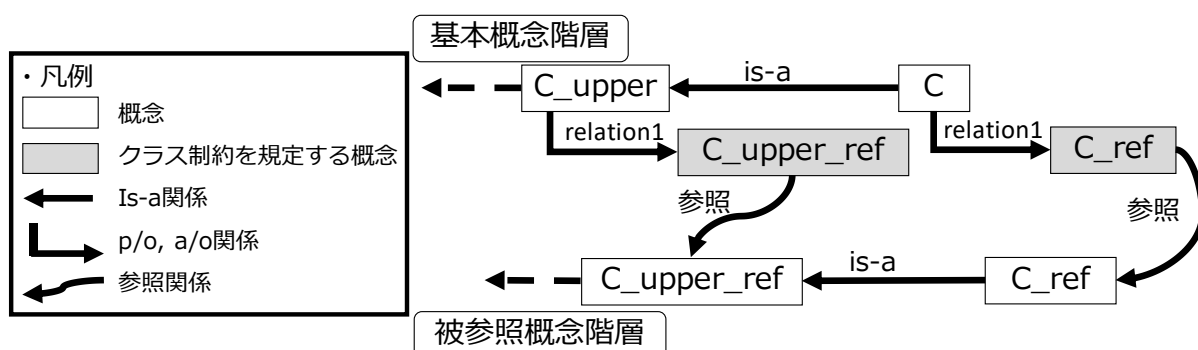 基本概念階層
・凡例
概念
クラス制約を規定する概念
Is-a関係
p/o, a/o関係
参照関係
C_upper
is-a
C
relation1
C_upper_ref
relation1
C_ref
参照
参照
C_upper_ref
is-a
C_ref
被参照概念階層